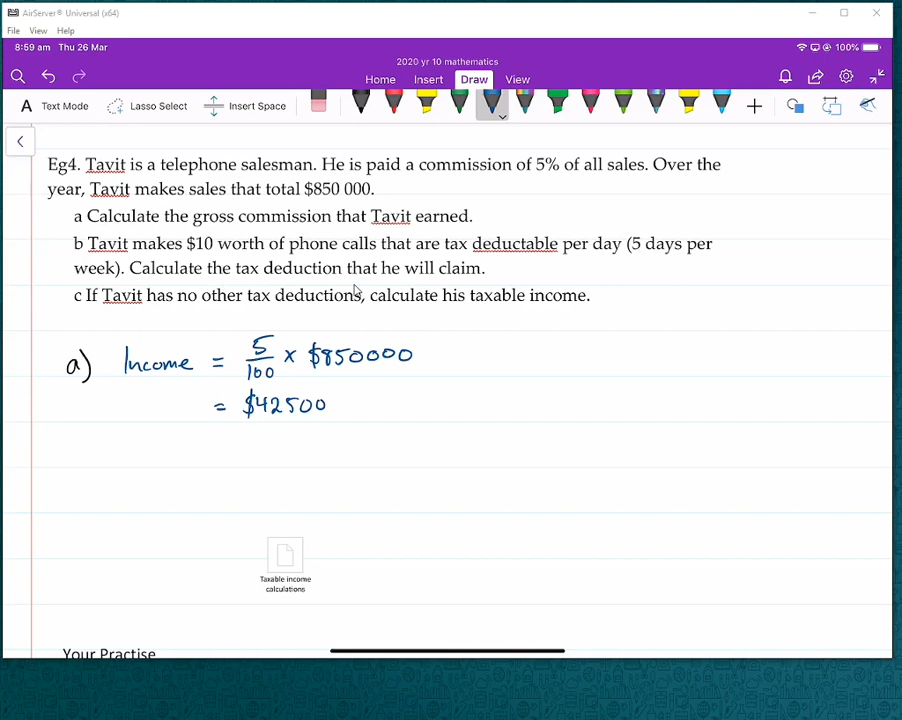 AirServer® Universal (x64)
File View Help
8:59 am Thu 26 Mar
100%
2020 yr 10 mathematics
Home Insert Draw View
A Text Mode Lasso Select Insert Space
Eg4. Tavit is a telephone salesman. He is paid a commission of 5% of all sales. Over the
year, Tavit makes sales that total $850 000.
a Calculate the gross commission that Tavit earned.
b Tavit makes $10 worth of phone calls that are tax deductable per day (5 days per
week). Calculate the tax deduction that he will claim.
c If Tavit has no other tax deductions, calculate his taxable income.
a) Income = 5/100 x $850000
= $42500
Taxable income
calculations
Your Practise